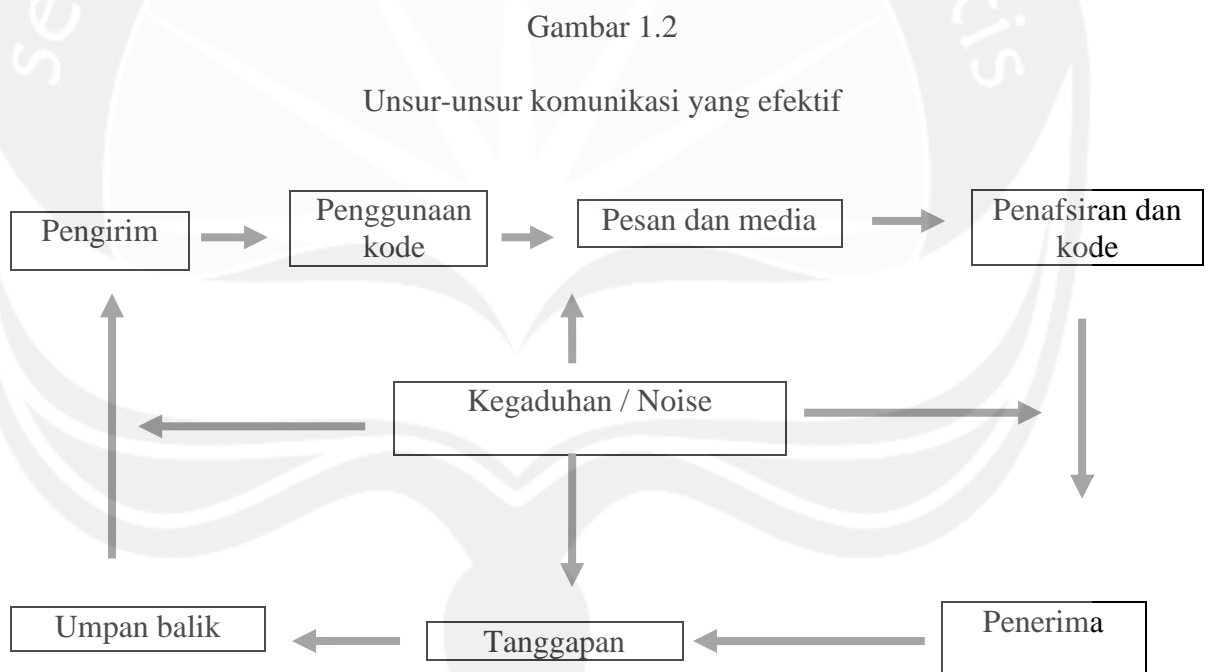 Gambar 1.2
Unsur-unsur komunikasi yang efektif
Pengirim
Penggunaan
kode
Pesan dan media
Penafsiran dan
kode
Kegaduhan / Noise
Umpan balik
Tanggapan
Penerima